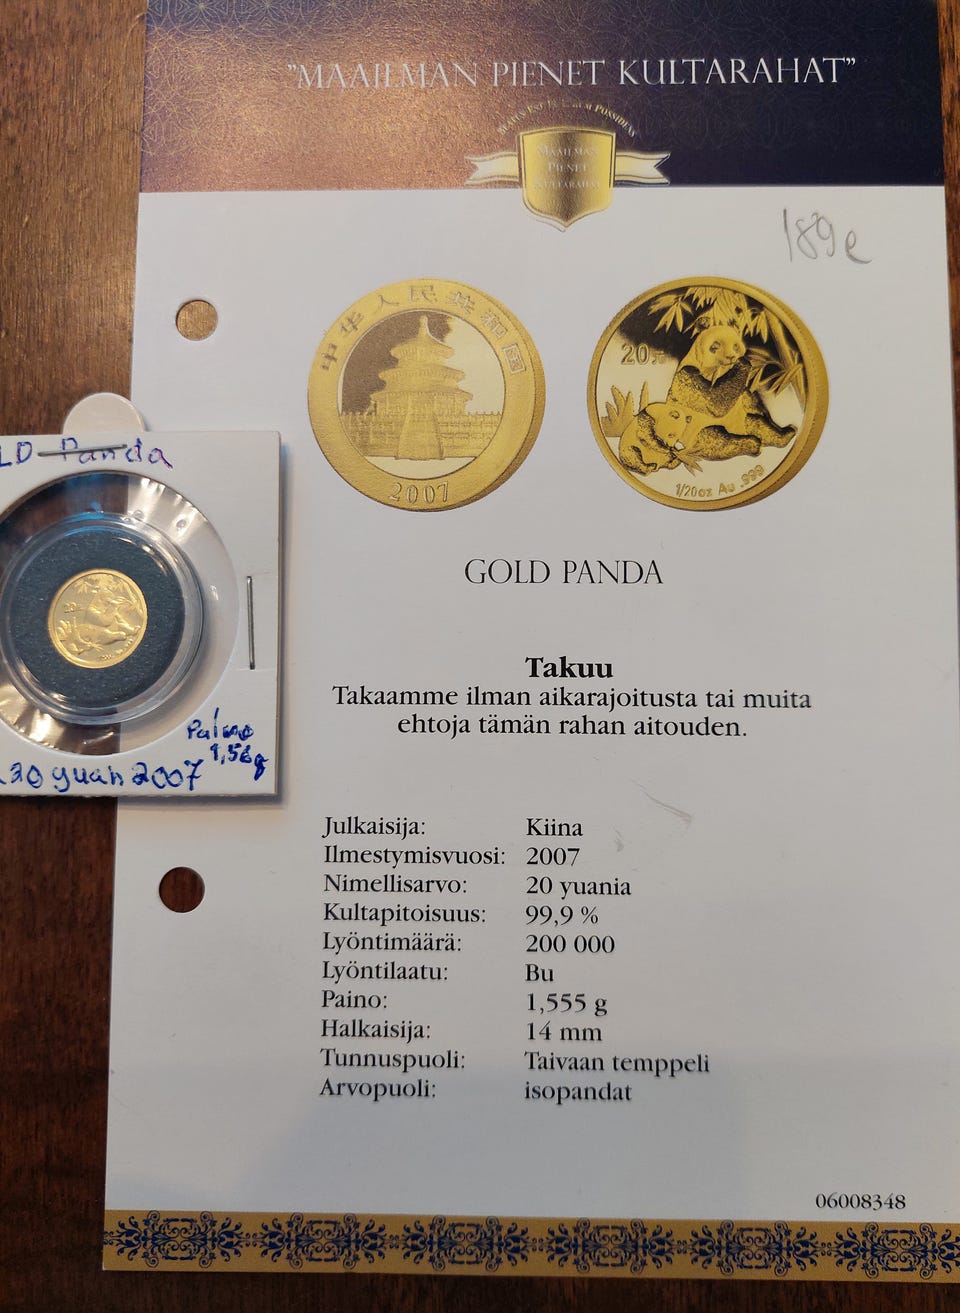 "MAAILMAN PIENET KULTARAHAT"
MAAILMAN
PIENET
KULTARAHAT
189e
中华人民共和国
2007
20元
1/20oz Au .999
LD Panda
20
Paino
1,56g
20 yuan 2007
GOLD PANDA
Takuu
Takaamme ilman aikarajoitusta tai muita
ehtoja tämän rahan aitouden.
Julkaisija: Kiina
Ilmestymisvuosi: 2007
Nimellisarvo: 20 yuania
Kultapitoisuus: 99,9 %
Lyöntimäärä: 200 000
Lyöntilaatu: Bu
Paino: 1,555 g
Halkaisija: 14 mm
Tunnuspuoli: Taivaan temppeli
Arvopuoli: isopandat
06008348